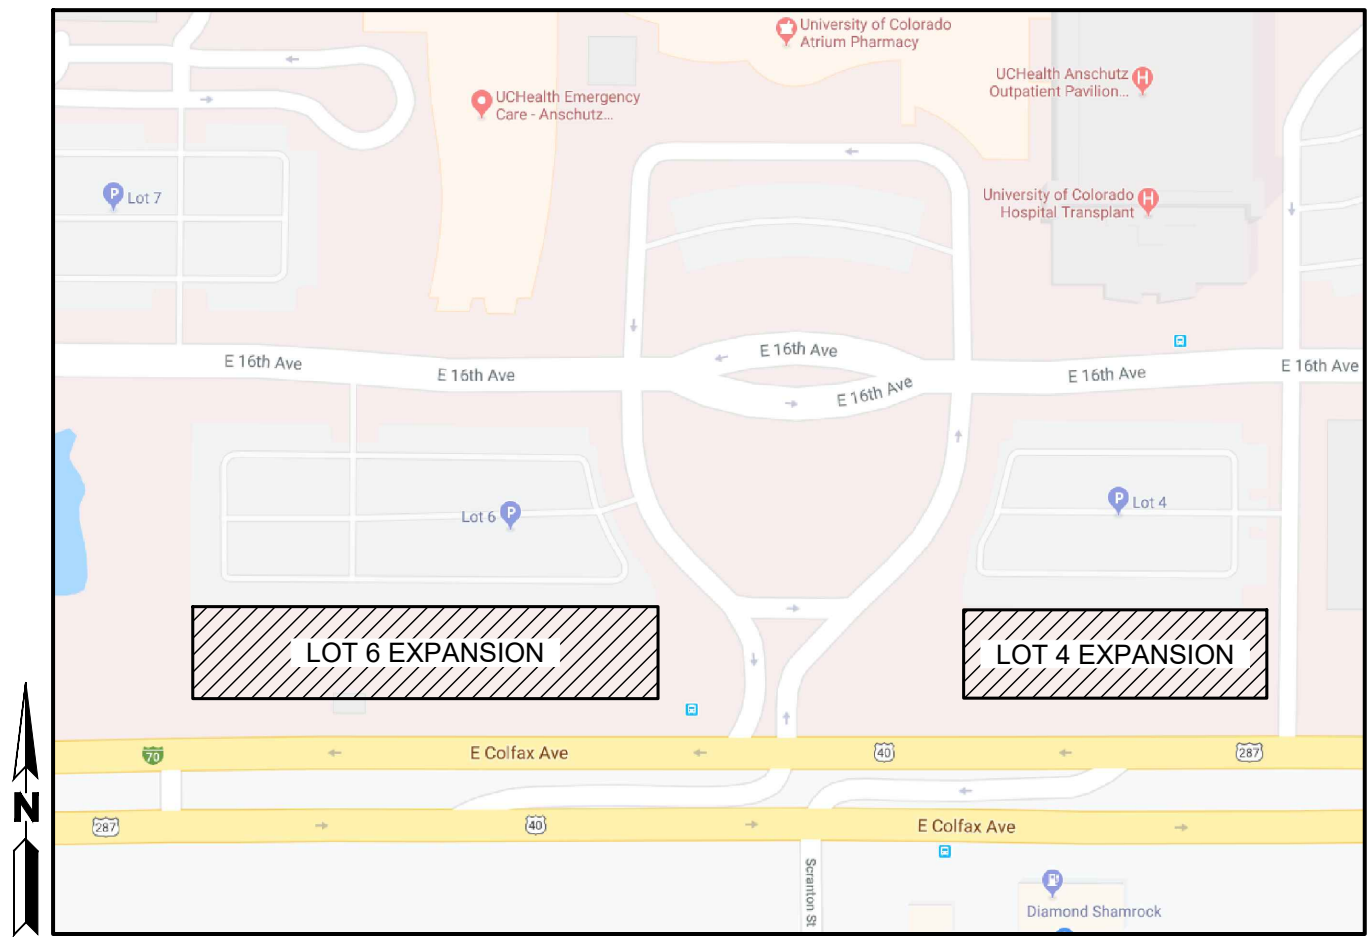 University of Colorado
Atrium Pharmacy
UCHealth Anschutz
Outpatient Pavilion...
H
UCHealth Emergency
Care - Anschutz...
P
Lot 7
University of Colorado
Hospital Transplant
H
E 16th Ave
E 16th Ave
E 16th Ave
E 16th Ave
E 16th Ave
E 16th Ave
Lot 6
P
P
Lot 4
LOT 6 EXPANSION
LOT 4 EXPANSION
70
E Colfax Ave
40
287
N
287
40
E Colfax Ave
Scranton St
Diamond Shamrock